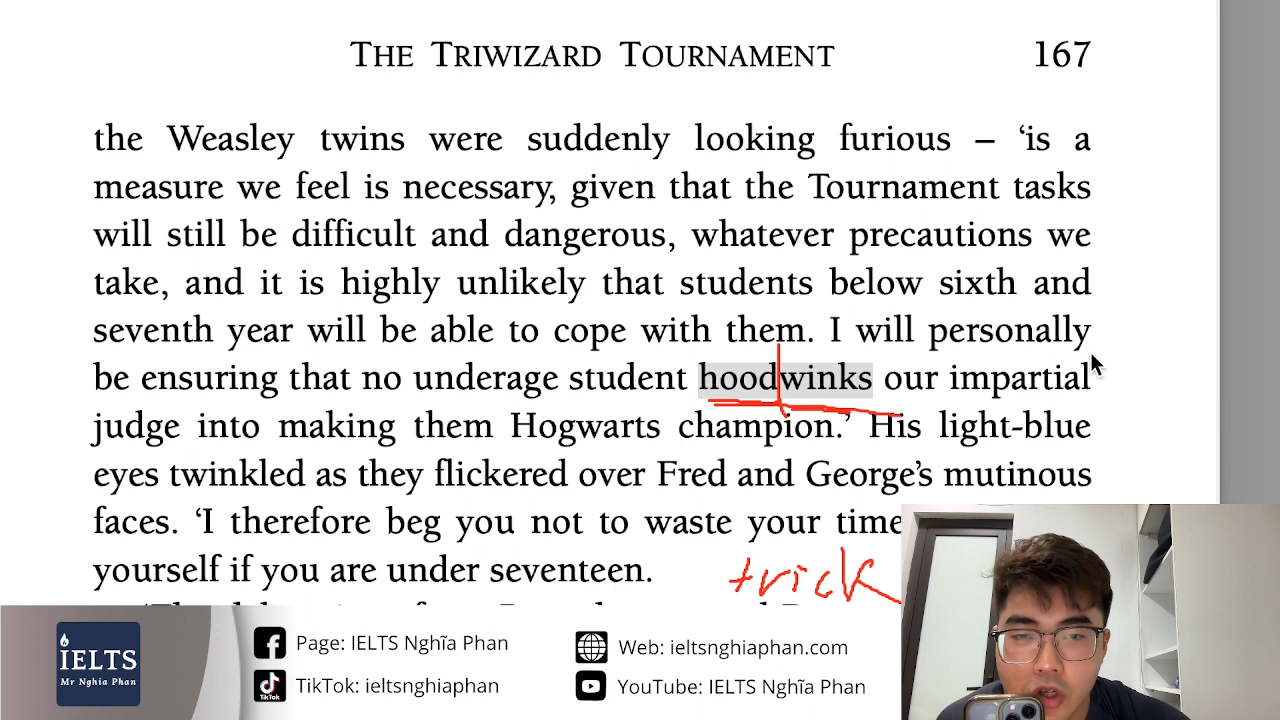 THE TRIWIZARD TOURNAMENT 167
the Weasley twins were suddenly looking furious – ‘is a
measure we feel is necessary, given that the Tournament tasks
will still be difficult and dangerous, whatever precautions we
take, and it is highly unlikely that students below sixth and
seventh year will be able to cope with them. I will personally
be ensuring that no underage student hoodwinks our impartial
judge into making them Hogwarts champion.’ His light-blue
eyes twinkled as they flickered over Fred and George’s mutinous
faces. ‘I therefore beg you not to waste your time
yourself if you are under seventeen.
trick
IELTS
Mr Nghia Phan
Page: IELTS Nghĩa Phan
TikTok
TikTok: ieltsnghiaphan
Web: ieltsnghiaphan.com
YouTube: IELTS Nghĩa Phan